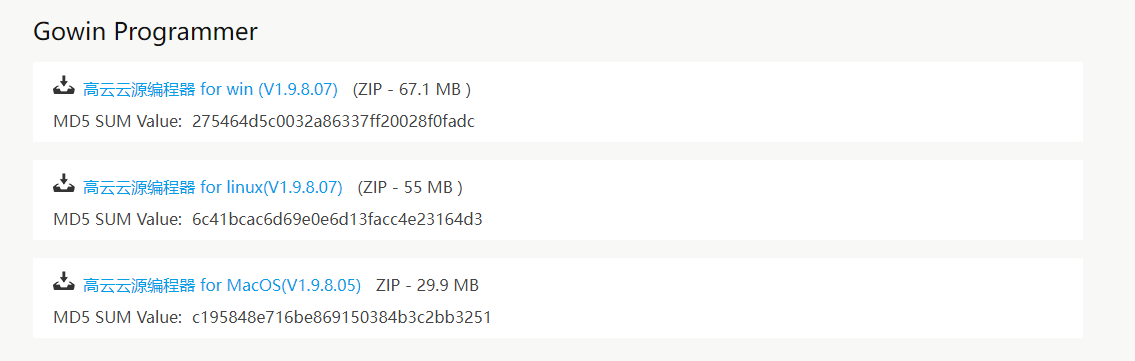 Gowin Programmer
高云云源编程器 for win (V1.9.8.07) (ZIP - 67.1 MB )
MD5 SUM Value: 275464d5c0032a86337ff20028f0fadc
高云云源编程器 for linux(V1.9.8.07) (ZIP - 55 MB )
MD5 SUM Value: 6c41bcac6d69e0e6d13facc4e23164d3
高云云源编程器 for MacOS(V1.9.8.05) ZIP - 29.9 MB
MD5 SUM Value: c195848e716be869150384b3c2bb3251